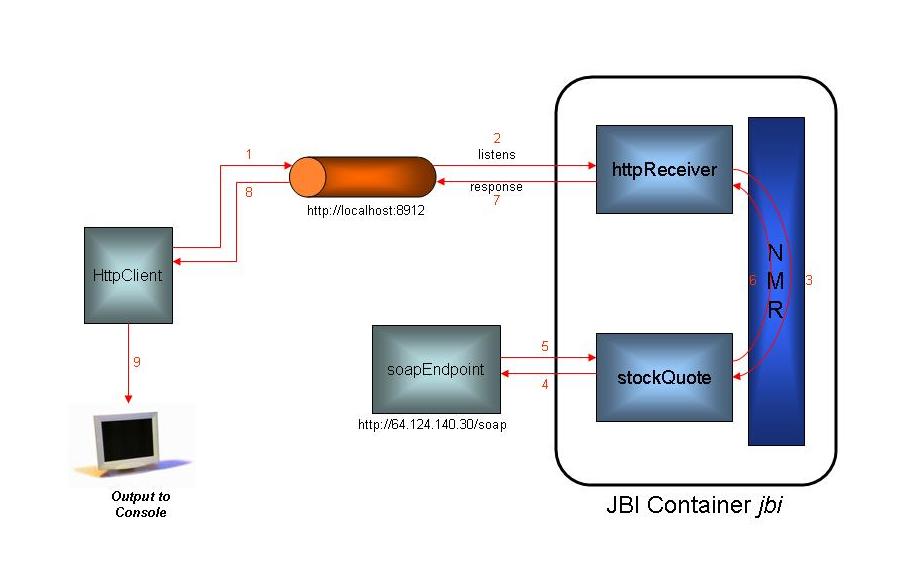 2
listens
1
httpReceiver
response
8
7
http://localhost:8912
HttpClient
N
M
R
6
3
5
9
soapEndpoint
stockQuote
4
http://64.124.140.30/soap
Output to
Console
JBI Container jbi